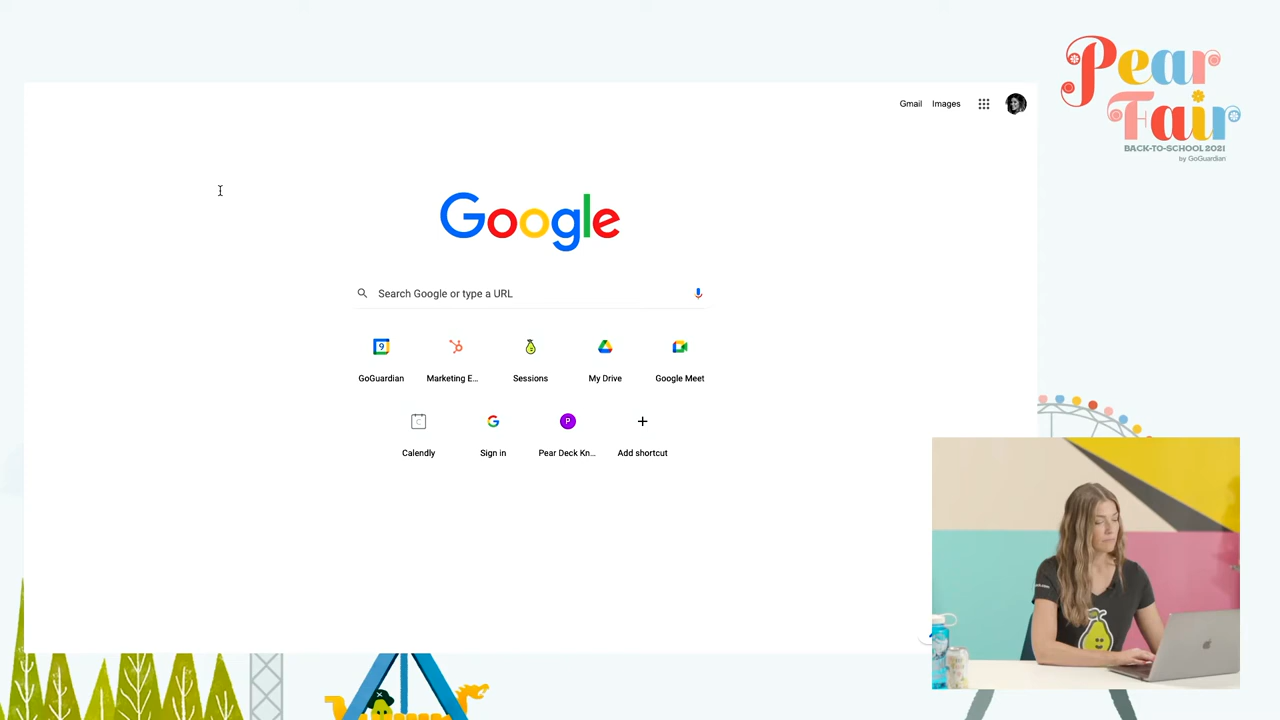 Pear
Fair
BACK-TO-SCHOOL 2021
by GoGuardian
Gmail Images
Google
Search Google or type a URL
9
GoGuardian
Marketing E...
Sessions
My Drive
Google Meet
C
Calendly
G
Sign in
P
Pear Deck Kn...
Add shortcut